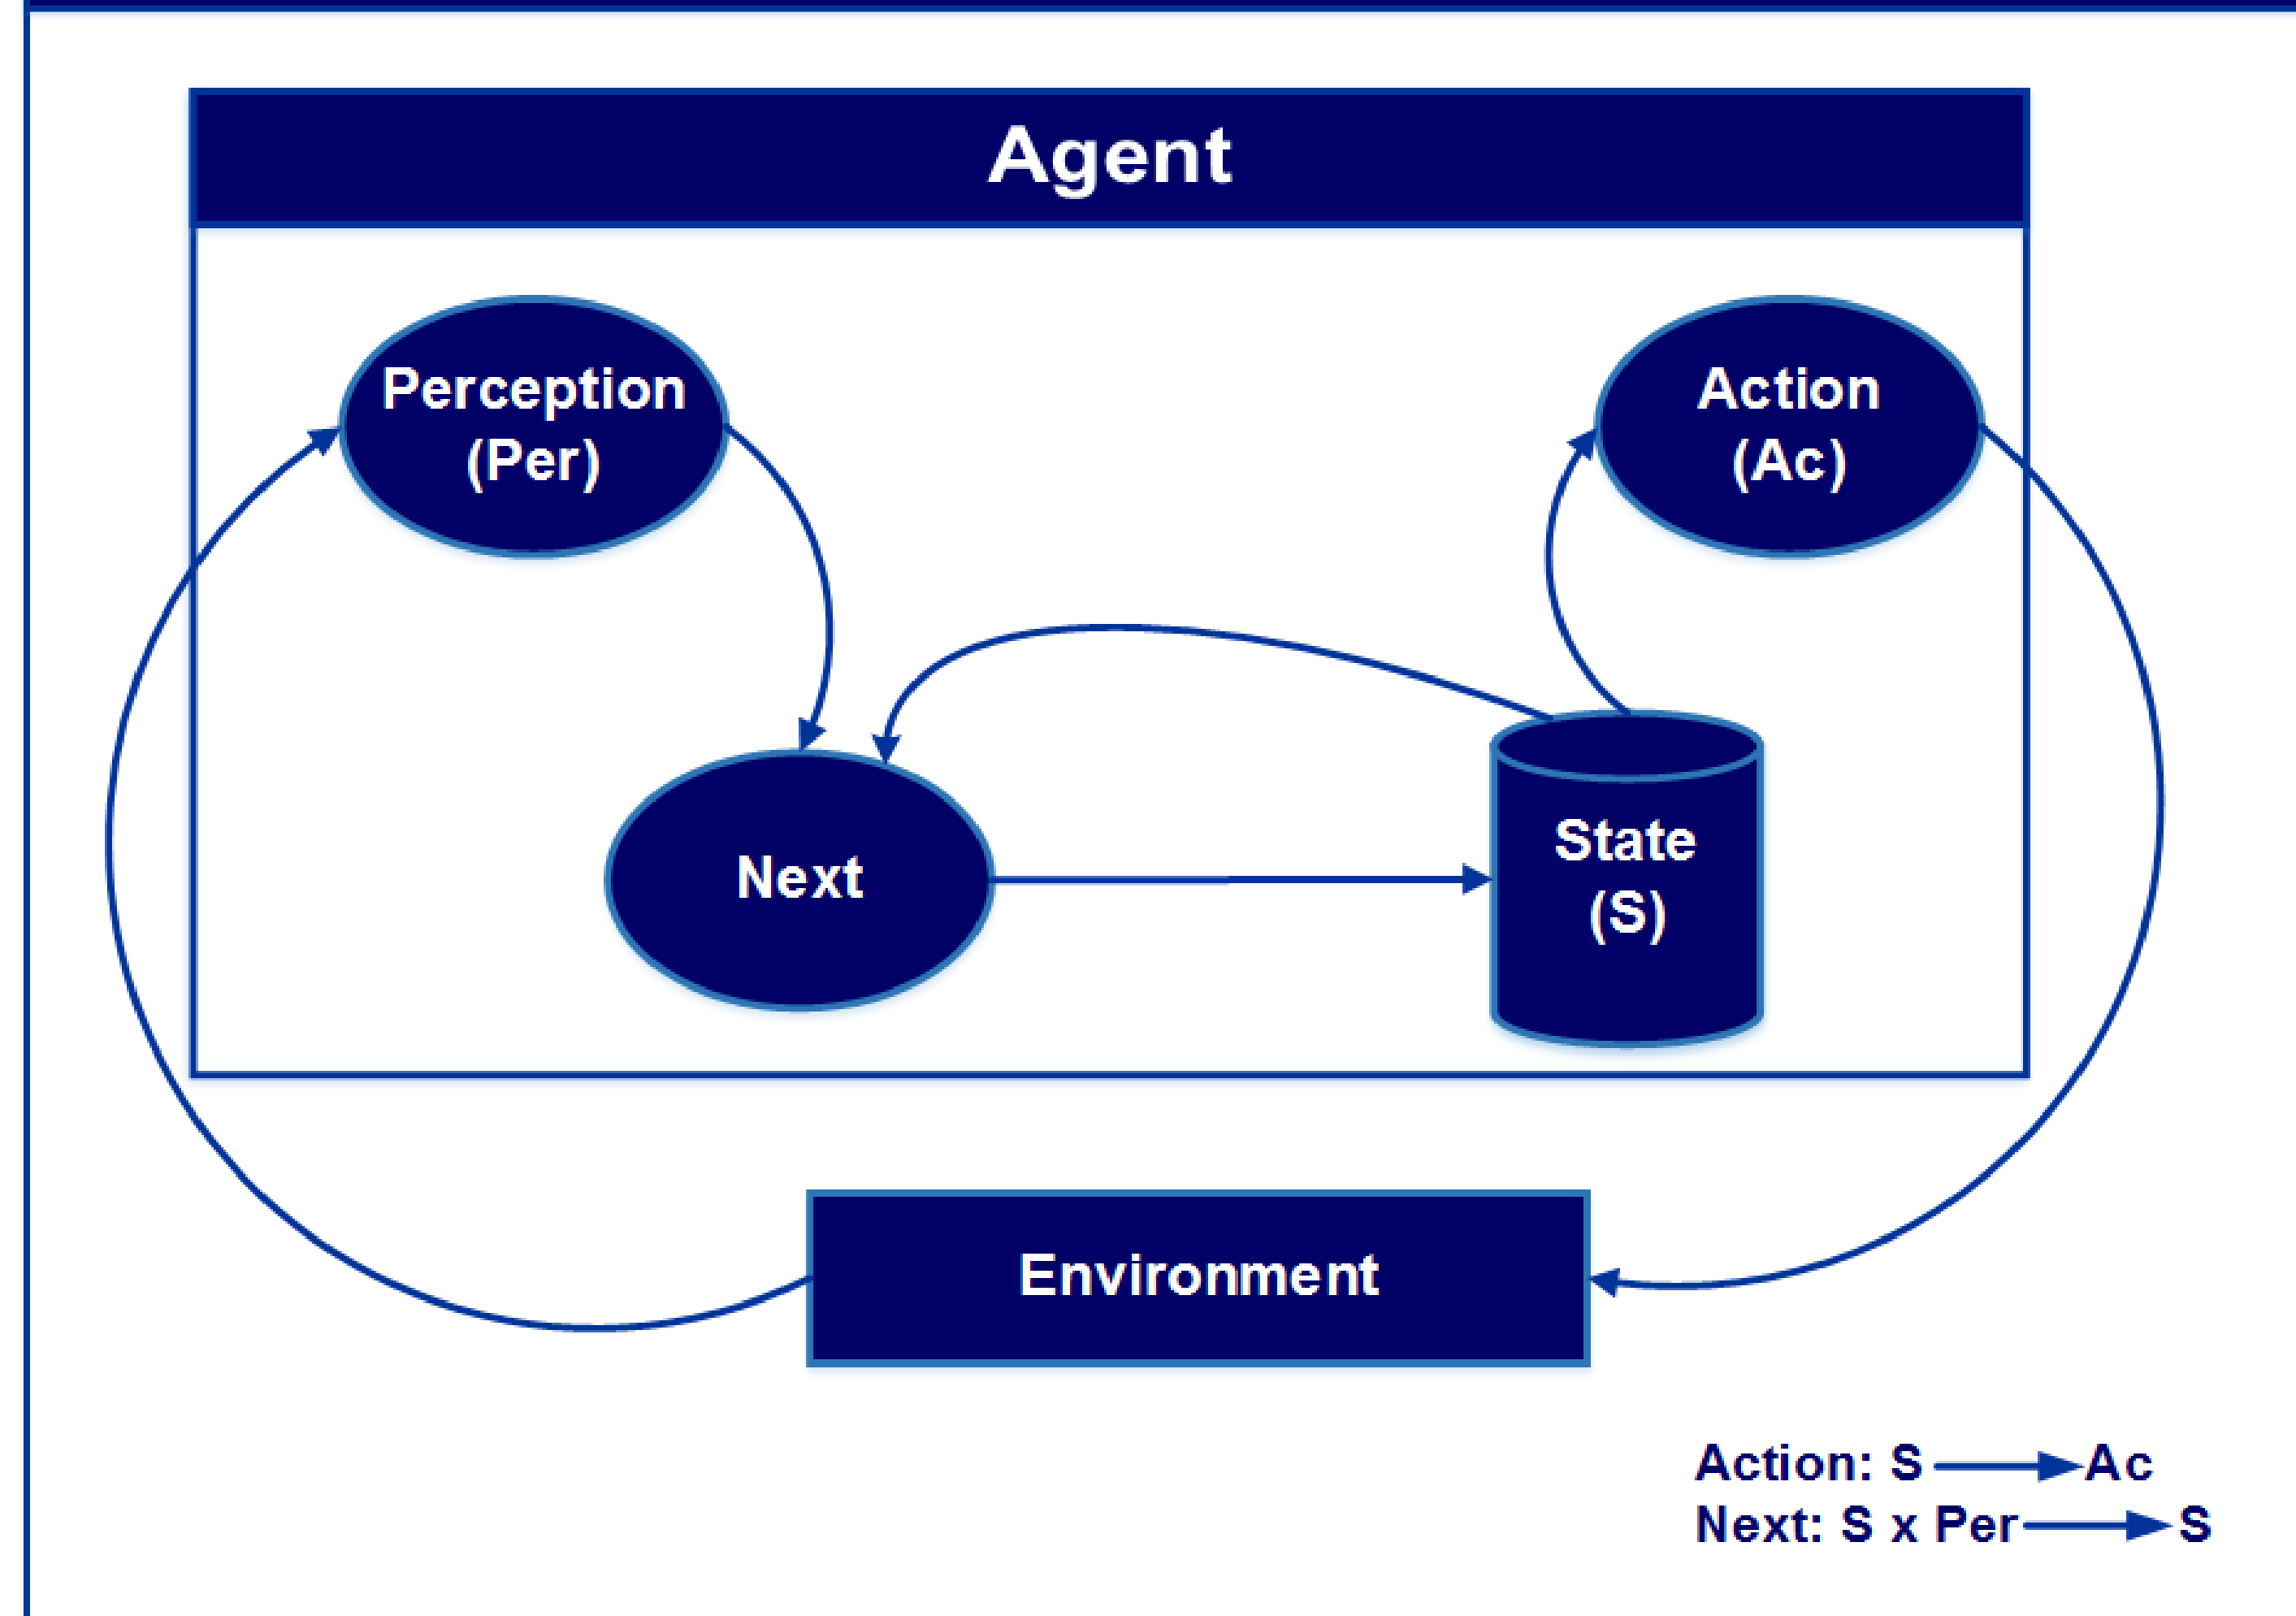 Agent
Perception
(Per)
Action
(Ac)
Next
State
(S)
Environment
Action: S → Ac
Next: S x Per → S